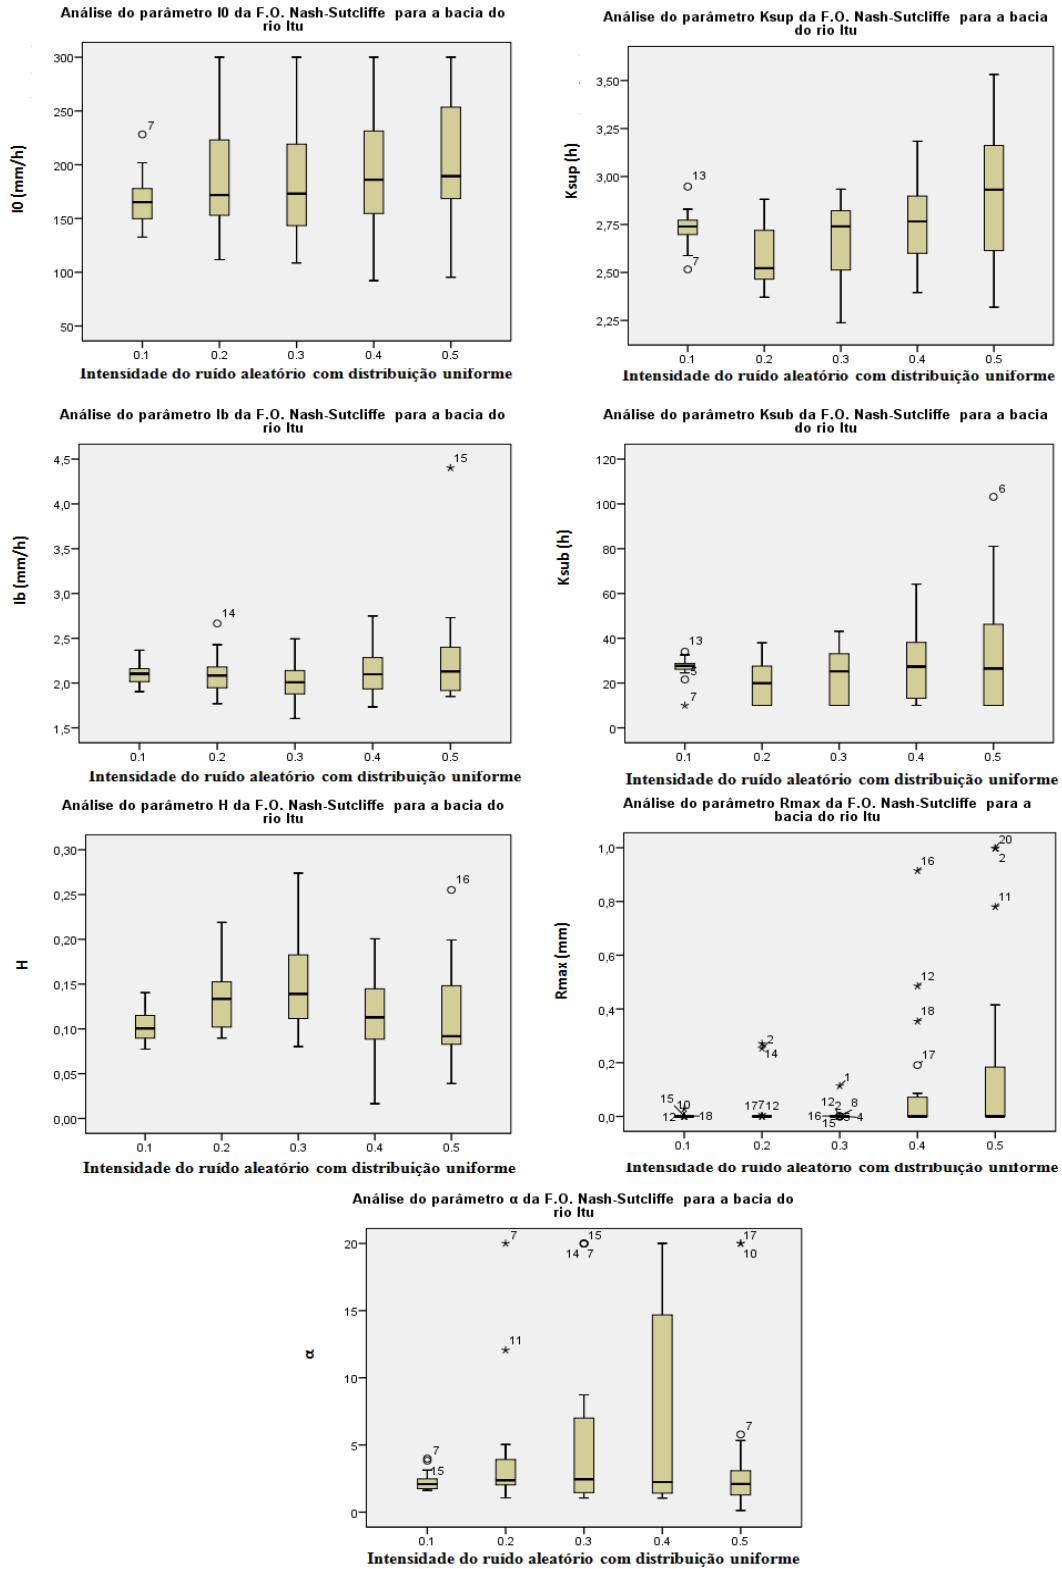 Análise do parâmetro I0 da F.O. Nash-Sutcliffe para a bacia do
rio Itu
300
250
200
150
100
50
I0 (mm/h)
7
0.1 0.2 0.3 0.4 0.5
Intensidade do ruído aleatório com distribuição uniforme
Análise do parâmetro Ksup da F.O. Nash-Sutcliffe para a bacia
do rio Itu
3,50
3,25
3,00
2,75
2,50
2,25
Ksup (h)
13
7
0.1 0.2 0.3 0.4 0.5
Intensidade do ruído aleatório com distribuição uniforme
Análise do parâmetro Ib da F.O. Nash-Sutcliffe para a bacia do
rio Itu
4,5
4,0
3,5
3,0
2,5
2,0
1,5
Ib (mm/h)
14
15
0.1 0.2 0.3 0.4 0.5
Intensidade do ruído aleatório com distribuição uniforme
Análise do parâmetro Ksub da F.O. Nash-Sutcliffe para a bacia
do rio Itu
120
100
80
60
40
20
0
Ksub (h)
13
5
7
6
0.1 0.2 0.3 0.4 0.5
Intensidade do ruído aleatório com distribuição uniforme
Análise do parâmetro H da F.O. Nash-Sutcliffe para a bacia do
rio Itu
0,30
0,25
0,20
0,15
0,10
0,05
0,00
H
16
0.1 0.2 0.3 0.4 0.5
Intensidade do ruído aleatório com distribuição uniforme
Análise do parâmetro Rmax da F.O. Nash-Sutcliffe para a
bacia do rio Itu
1,0
0,8
0,6
0,4
0,2
0,0
Rmax (mm)
15 10
12 18
2
14
17 7 12
1
12 2 8
16 4
15
16
12
18
17
20
2
11
0.1 0.2 0.3 0.4 0.5
Intensidade do ruído aleatório com distribuição uniforme
Análise do parâmetro α da F.O. Nash-Sutcliffe para a bacia do
rio Itu
20
15
10
5
0
α
7
15
7
11
15
14 7
17
10
7
0.1 0.2 0.3 0.4 0.5
Intensidade do ruído aleatório com distribuição uniforme